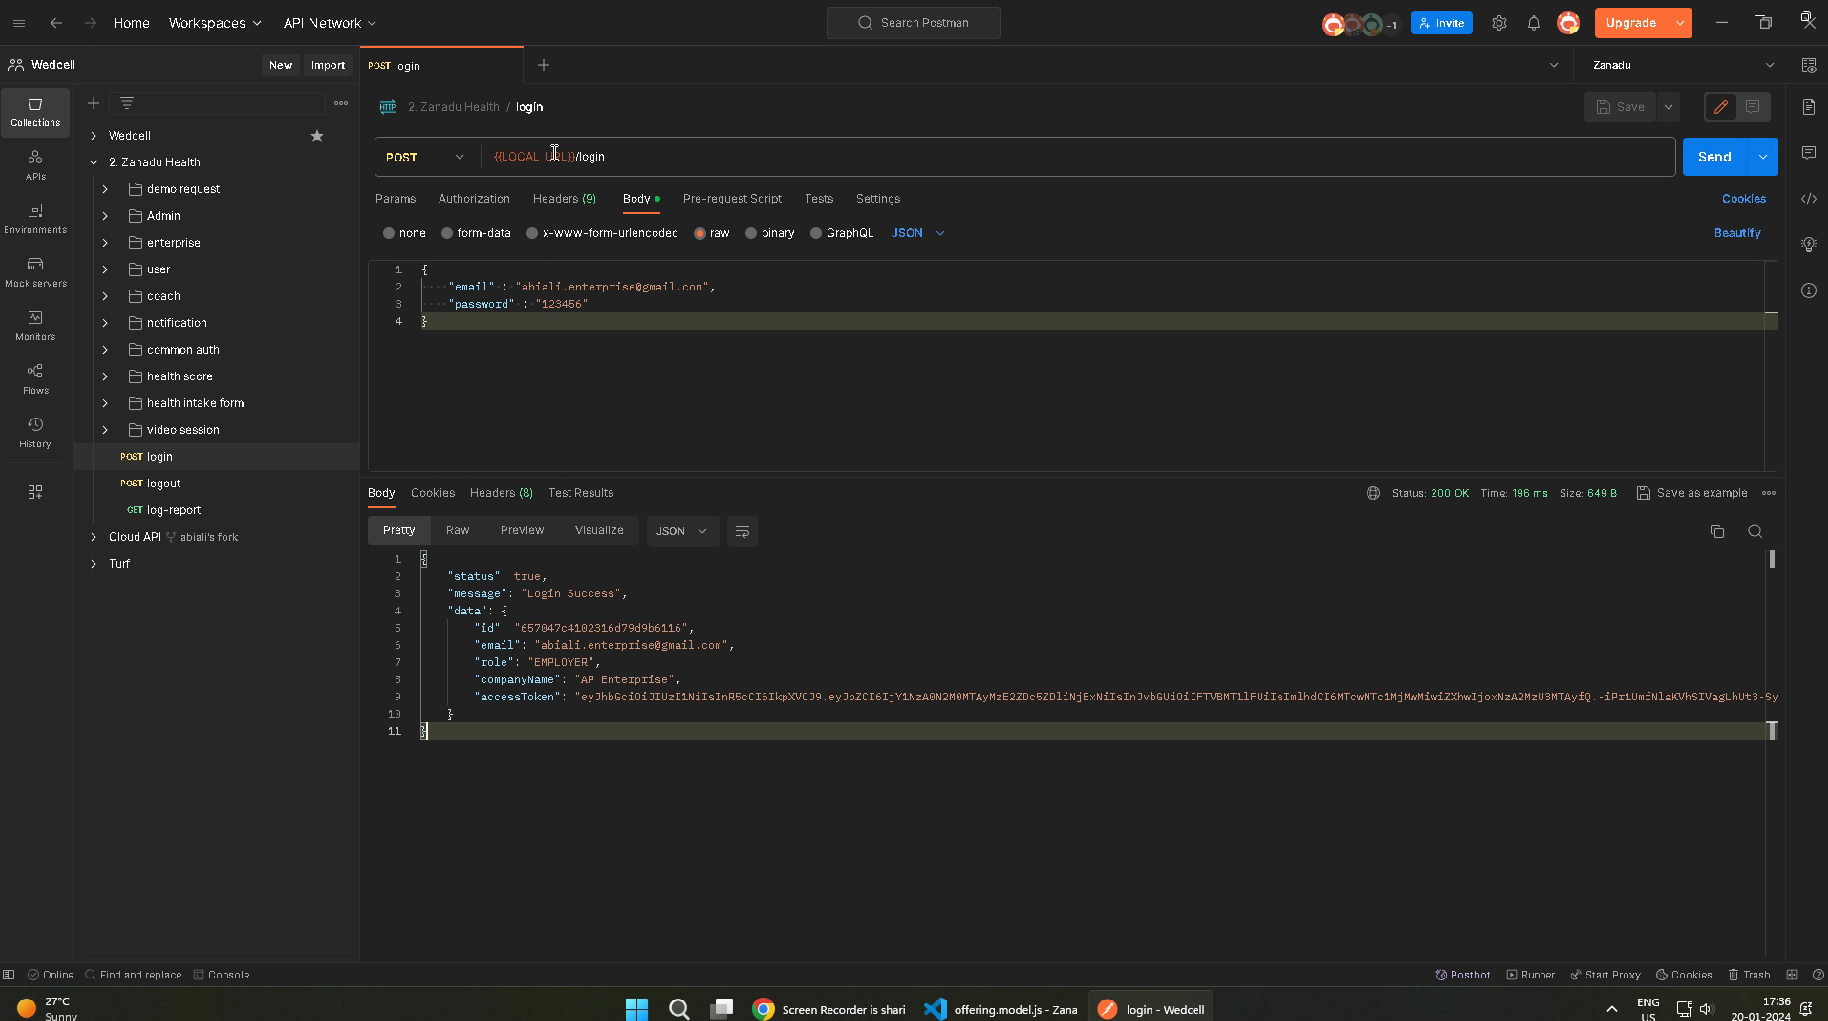 Home Workspaces API Network Search Postman Invite Upgrade
Wedcell New Import POST login Zanadu
2. Zanadu Health / login Save
Collections
Wedcell
POST {{LOCAL_URL}}/login Send
2. Zanadu Health
APIs
demo request
Params Authorization Headers (9) Body Pre-request Script Tests Settings Cookies
Admin
Environments
none form-data x-www-form-urlencoded raw binary GraphQL JSON Beautify
enterprise
user
1 {
Mock servers
2 "email" : "abiali.enterprise@gmail.com",
coach
3 "password" : "123456"
notification
4 }
Monitors
common auth
health score
Flows
health intake form
video session
History
POST login
POST logout
Body Cookies Headers (8) Test Results Status: 200 OK Time: 196 ms Size: 649 B Save as example
GET log-report
Pretty Raw Preview Visualize JSON
Cloud API abiali's fork
Turf
1 {
2 "status" true,
3 "message": "Login Success",
4 "data": {
5 "id" "657047c4102316d79d9b6116",
6 "email": "abiali.enterprise@gmail.com",
7 "role": "EMPLOYER",
8 "companyName": "AP Enterprise",
9 "accessToken":
10 }
11 }
Online Find and replace Console Postbot Runner Start Proxy Cookies Trash
27°C
Sunny
Screen Recorder is shari offering.model.js - Zana login - Wedcell
ENG
US
17:36
20-01-2024